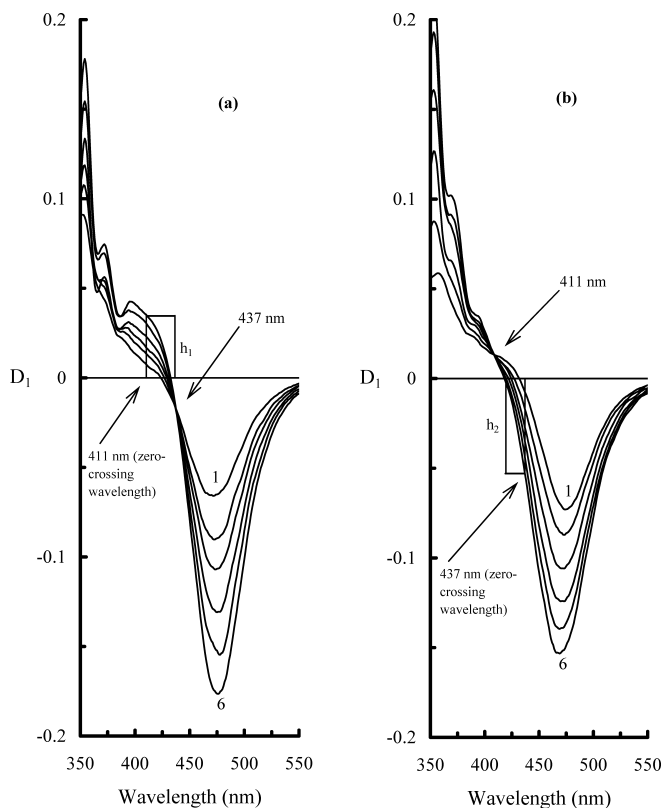 0.2
0.1
0
-0.1
-0.2
D₁
(a)
437 nm
h₁
411 nm (zero-
crossing
wavelength)
1
6
350 400 450 500 550
Wavelength (nm)
0.2
0.1
0
-0.1
-0.2
D₁
(b)
411 nm
h₂
437 nm (zero-
crossing
wavelength)
1
6
350 400 450 500 550
Wavelength (nm)